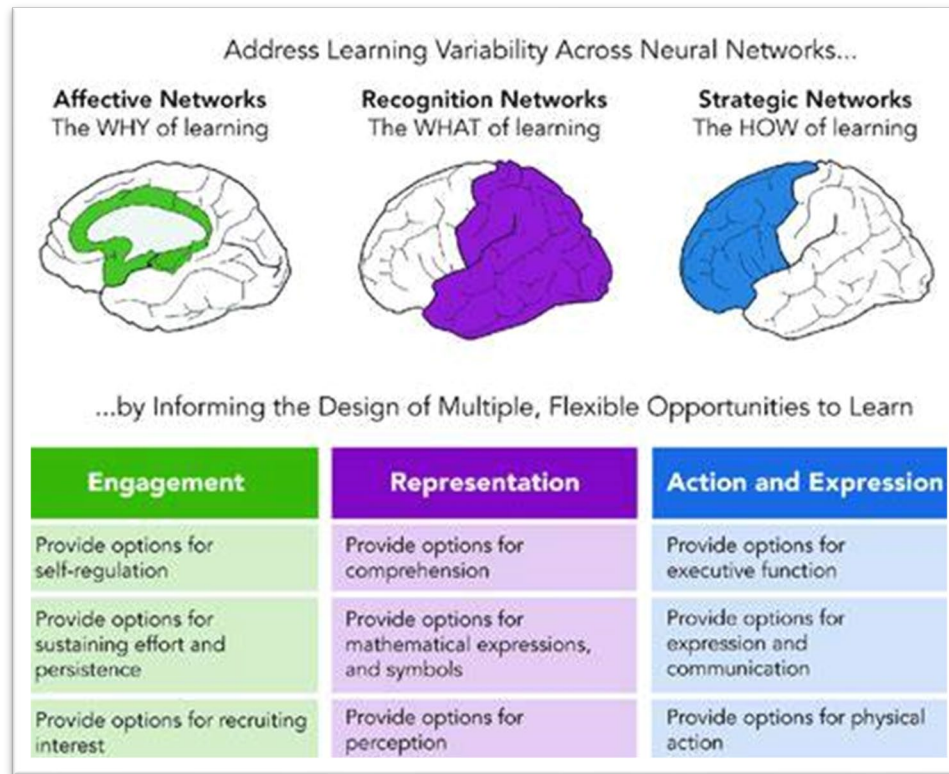 Address Learning Variability Across Neural Networks...
Affective Networks
The WHY of learning
Recognition Networks
The WHAT of learning
Strategic Networks
The HOW of learning
...by Informing the Design of Multiple, Flexible Opportunities to Learn
Engagement
Provide options for
self-regulation
Provide options for
sustaining effort and
persistence
Provide options for recruiting
interest
Representation
Provide options for
comprehension
Provide options for
mathematical expressions,
and symbols
Provide options for
perception
Action and Expression
Provide options for
executive function
Provide options for
expression and
communication
Provide options for physical
action